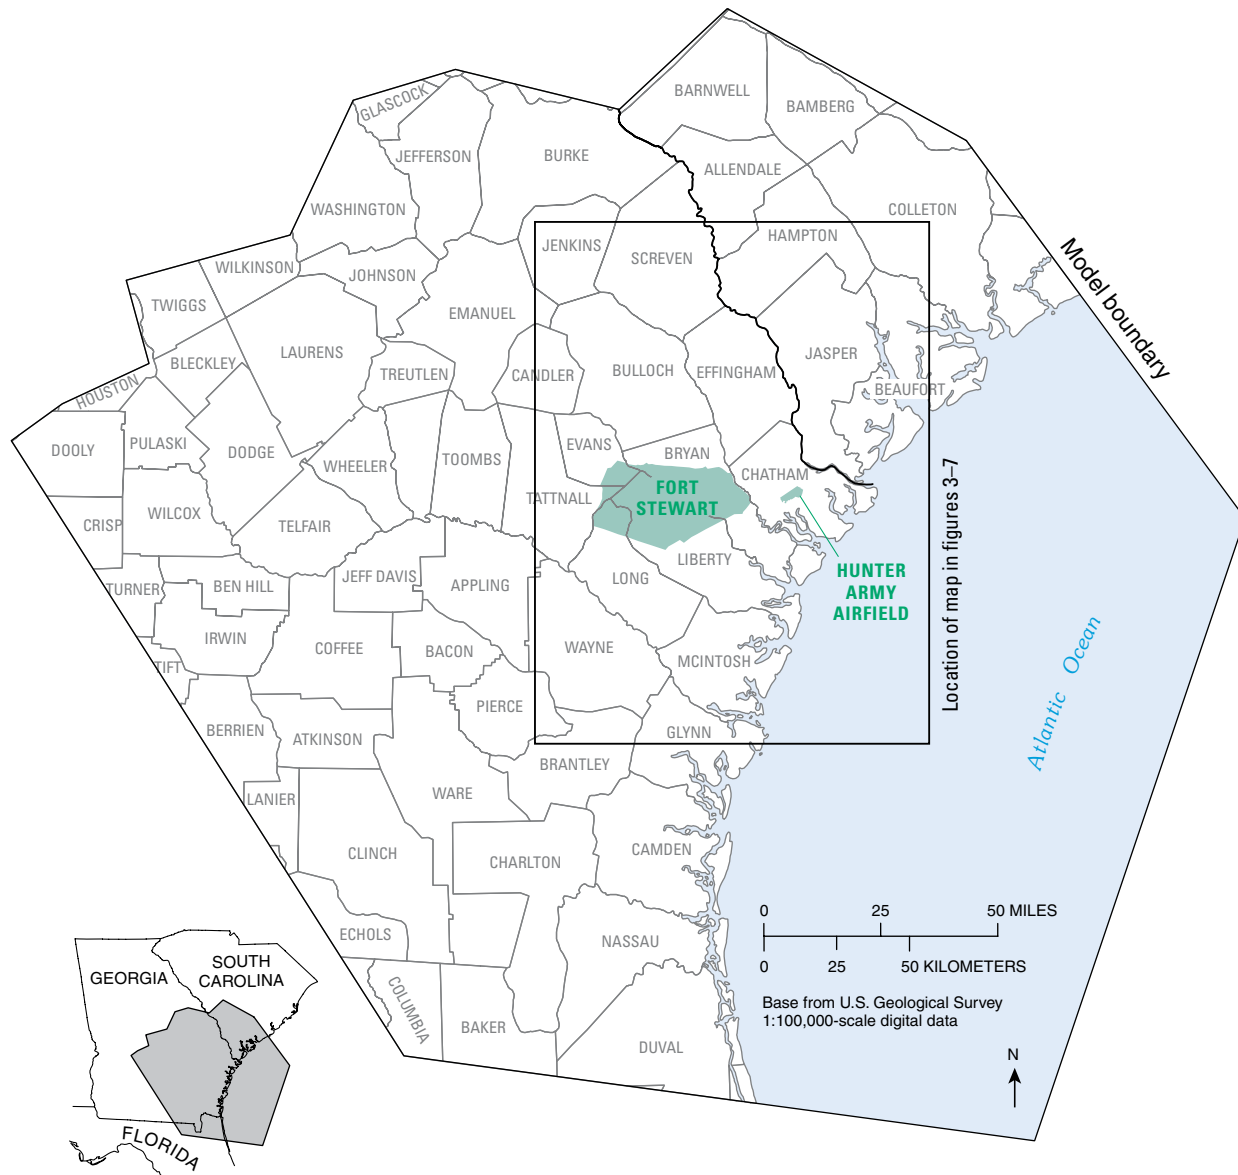 BARNWELL
BAMBERG
GLASCOCK
JEFFERSON
BURKE
ALLENDALE
WASHINGTON
COLLETON
HAMPTON
JENKINS
SCREVEN
WILKINSON
JOHNSON
Model boundary
TWIGGS
EMANUEL
LAURENS
JASPER
BLECKLEY
TREUTLEN
CANDLER
BULLOCH
EFFINGHAM
BEAUFORT
HOUSTON
DOOLY
PULASKI
DODGE
WHEELER
TOOMBS
EVANS
BRYAN
CHATHAM
FORT
STEWART
TATTNALL
CRISP
WILCOX
TELFAIR
LIBERTY
HUNTER
ARMY
AIRFIELD
Location of map in figures 3–7
TURNER
BEN HILL
JEFF DAVIS
APPLING
LONG
IRWIN
COFFEE
BACON
WAYNE
MCINTOSH
TIFT
PIERCE
Atlantic Ocean
BERRIEN
ATKINSON
GLYNN
BRANTLEY
LANIER
WARE
CLINCH
CHARLTON
CAMDEN
ECHOLS
NASSAU
COLUMBIA
BAKER
DUVAL
0 25 50 MILES
0 25 50 KILOMETERS
Base from U.S. Geological Survey
1:100,000-scale digital data
N
GEORGIA
SOUTH
CAROLINA
FLORIDA